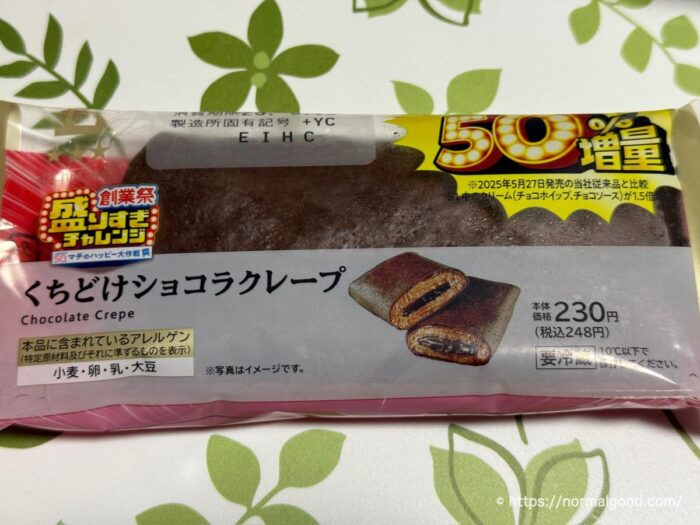 製造所固有記号 +YC
EIHC
50%
増量
※2025年5月27日発売の当社従来品と比較
クリーム(チョコホイップ、チョコソース)が1.5倍
創業祭
盛りすぎ
チャレンジ
50 マチのハッピー大作戦
くちどけショコラクレープ
Chocolate Crepe
本体価格 230円
(税込248円)
本品に含まれているアレルゲン
(特定原材料及びそれに準ずるものを表示)
小麦・卵・乳・大豆
※写真はイメージです。
要冷蔵 10℃以下で
ください。
© https://normalgood.com/